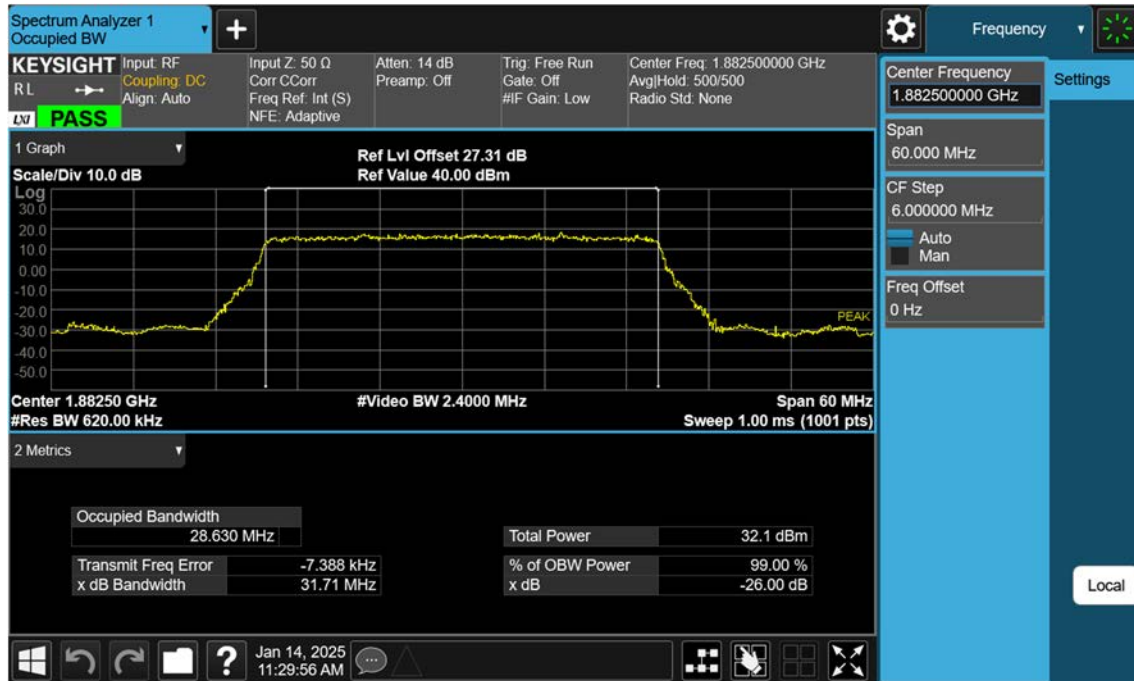 Spectrum Analyzer 1
Occupied BW
+
Frequency
KEYSIGHT
R L
LXI PASS
Input: RF
Coupling: DC
Align: Auto
Input Z: 50 Ω
Corr CCorr
Freq Ref: Int (S)
NFE: Adaptive
Atten: 14 dB
Preamp: Off
Trig: Free Run
Gate: Off
#IF Gain: Low
Center Freq: 1.882500000 GHz
Avg|Hold: 500/500
Radio Std: None
Center Frequency
1.882500000 GHz
Settings
Span
60.000 MHz
CF Step
6.000000 MHz
Auto
Man
Freq Offset
0 Hz
Local
1 Graph
Scale/Div 10.0 dB
Ref Lvl Offset 27.31 dB
Ref Value 40.00 dBm
Log
30.0
20.0
10.0
0.00
-10.0
-20.0
-30.0
-40.0
-50.0
PEAK
Center 1.88250 GHz
#Video BW 2.4000 MHz
Span 60 MHz
#Res BW 620.00 kHz
Sweep 1.00 ms (1001 pts)
2 Metrics
Occupied Bandwidth
28.630 MHz
Total Power 32.1 dBm
Transmit Freq Error -7.388 kHz
% of OBW Power 99.00 %
x dB Bandwidth 31.71 MHz
x dB -26.00 dB
?
Jan 14, 2025
11:29:56 AM